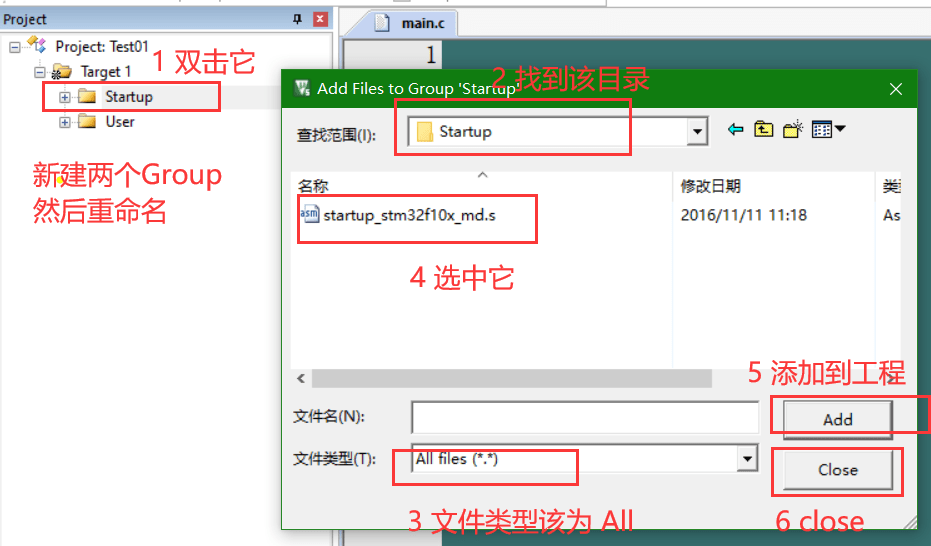 Project
main.c
Project: Test01
Target 1
Startup
User
1 双击它
新建两个Group
然后重命名
1
Add Files to Group 'Startup'
2 找到该目录
查找范围(I):
Startup
名称
修改日期
asm
startup_stm32f10x_md.s
2016/11/11 11:18
As
4 选中它
5 添加到工程
文件名(N):
Add
文件类型(T):
All files (*.*)
Close
3 文件类型该为 All
6 close